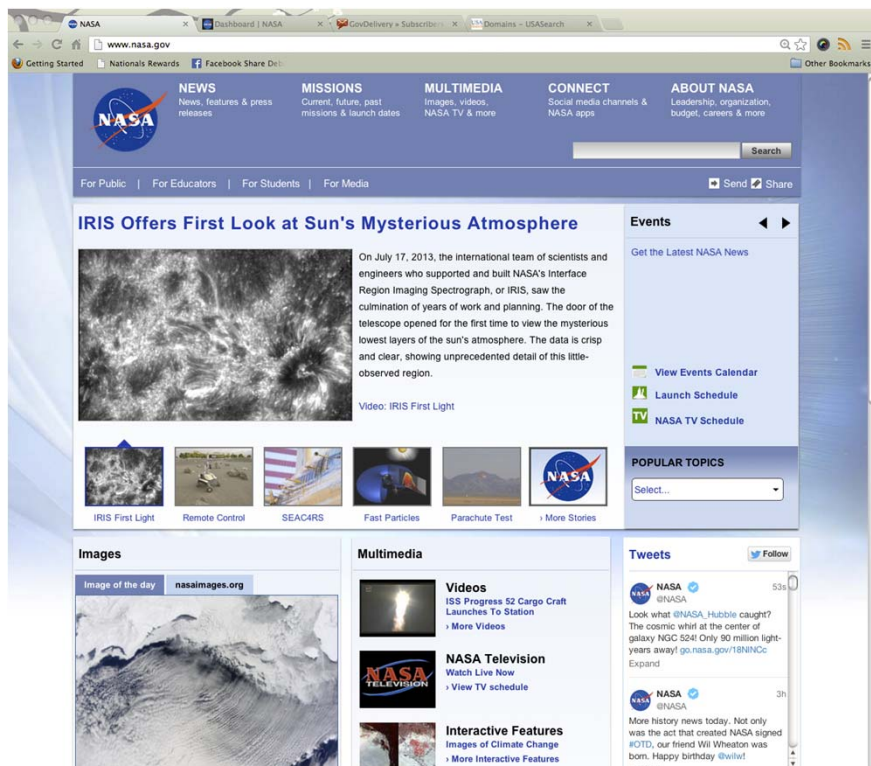 NASA
Dashboard | NASA
GovDelivery » Subscribers
Domains - USASearch
www.nasa.gov
Getting Started
Nationals Rewards
Facebook Share De
Other Bookmarks
NASA
NEWS
News, features & press
releases
MISSIONS
Current, future, past
missions & launch dates
MULTIMEDIA
Images, videos,
NASA TV & more
CONNECT
Social media channels &
NASA apps
ABOUT NASA
Leadership, organization,
budget, careers & more
Search
For Public | For Educators | For Students | For Media
Send Share
IRIS Offers First Look at Sun's Mysterious Atmosphere
On July 17, 2013, the international team of scientists and
engineers who supported and built NASA's Interface
Region Imaging Spectrograph, or IRIS, saw the
culmination of years of work and planning. The door of the
telescope opened for the first time to view the mysterious
lowest layers of the sun's atmosphere. The data is crisp
and clear, showing unprecedented detail of this little-
observed region.
Video: IRIS First Light
IRIS First Light
Remote Control
SEAC4RS
Fast Particles
Parachute Test
NASA
› More Stories
Events
Get the Latest NASA News
View Events Calendar
Launch Schedule
TV
NASA TV Schedule
POPULAR TOPICS
Select...
Images
Image of the day
nasaimages.org
Multimedia
Videos
ISS Progress 52 Cargo Craft
Launches To Station
› More Videos
NASA
TELEVISION
NASA Television
Watch Live Now
› View TV schedule
Interactive Features
Images of Climate Change
› More Interactive Features
Tweets
Follow
NASA
NASA 53s
@NASA
Look what @NASA_Hubble caught?
The cosmic whirl at the center of
galaxy NGC 524! Only 90 million light-
years away! go.nasa.gov/18NlNCc
Expand
NASA
NASA 3h
@NASA
More history news today. Not only
was the act that created NASA signed
#OTD, our friend Wil Wheaton was
born. Happy birthday @wilw!